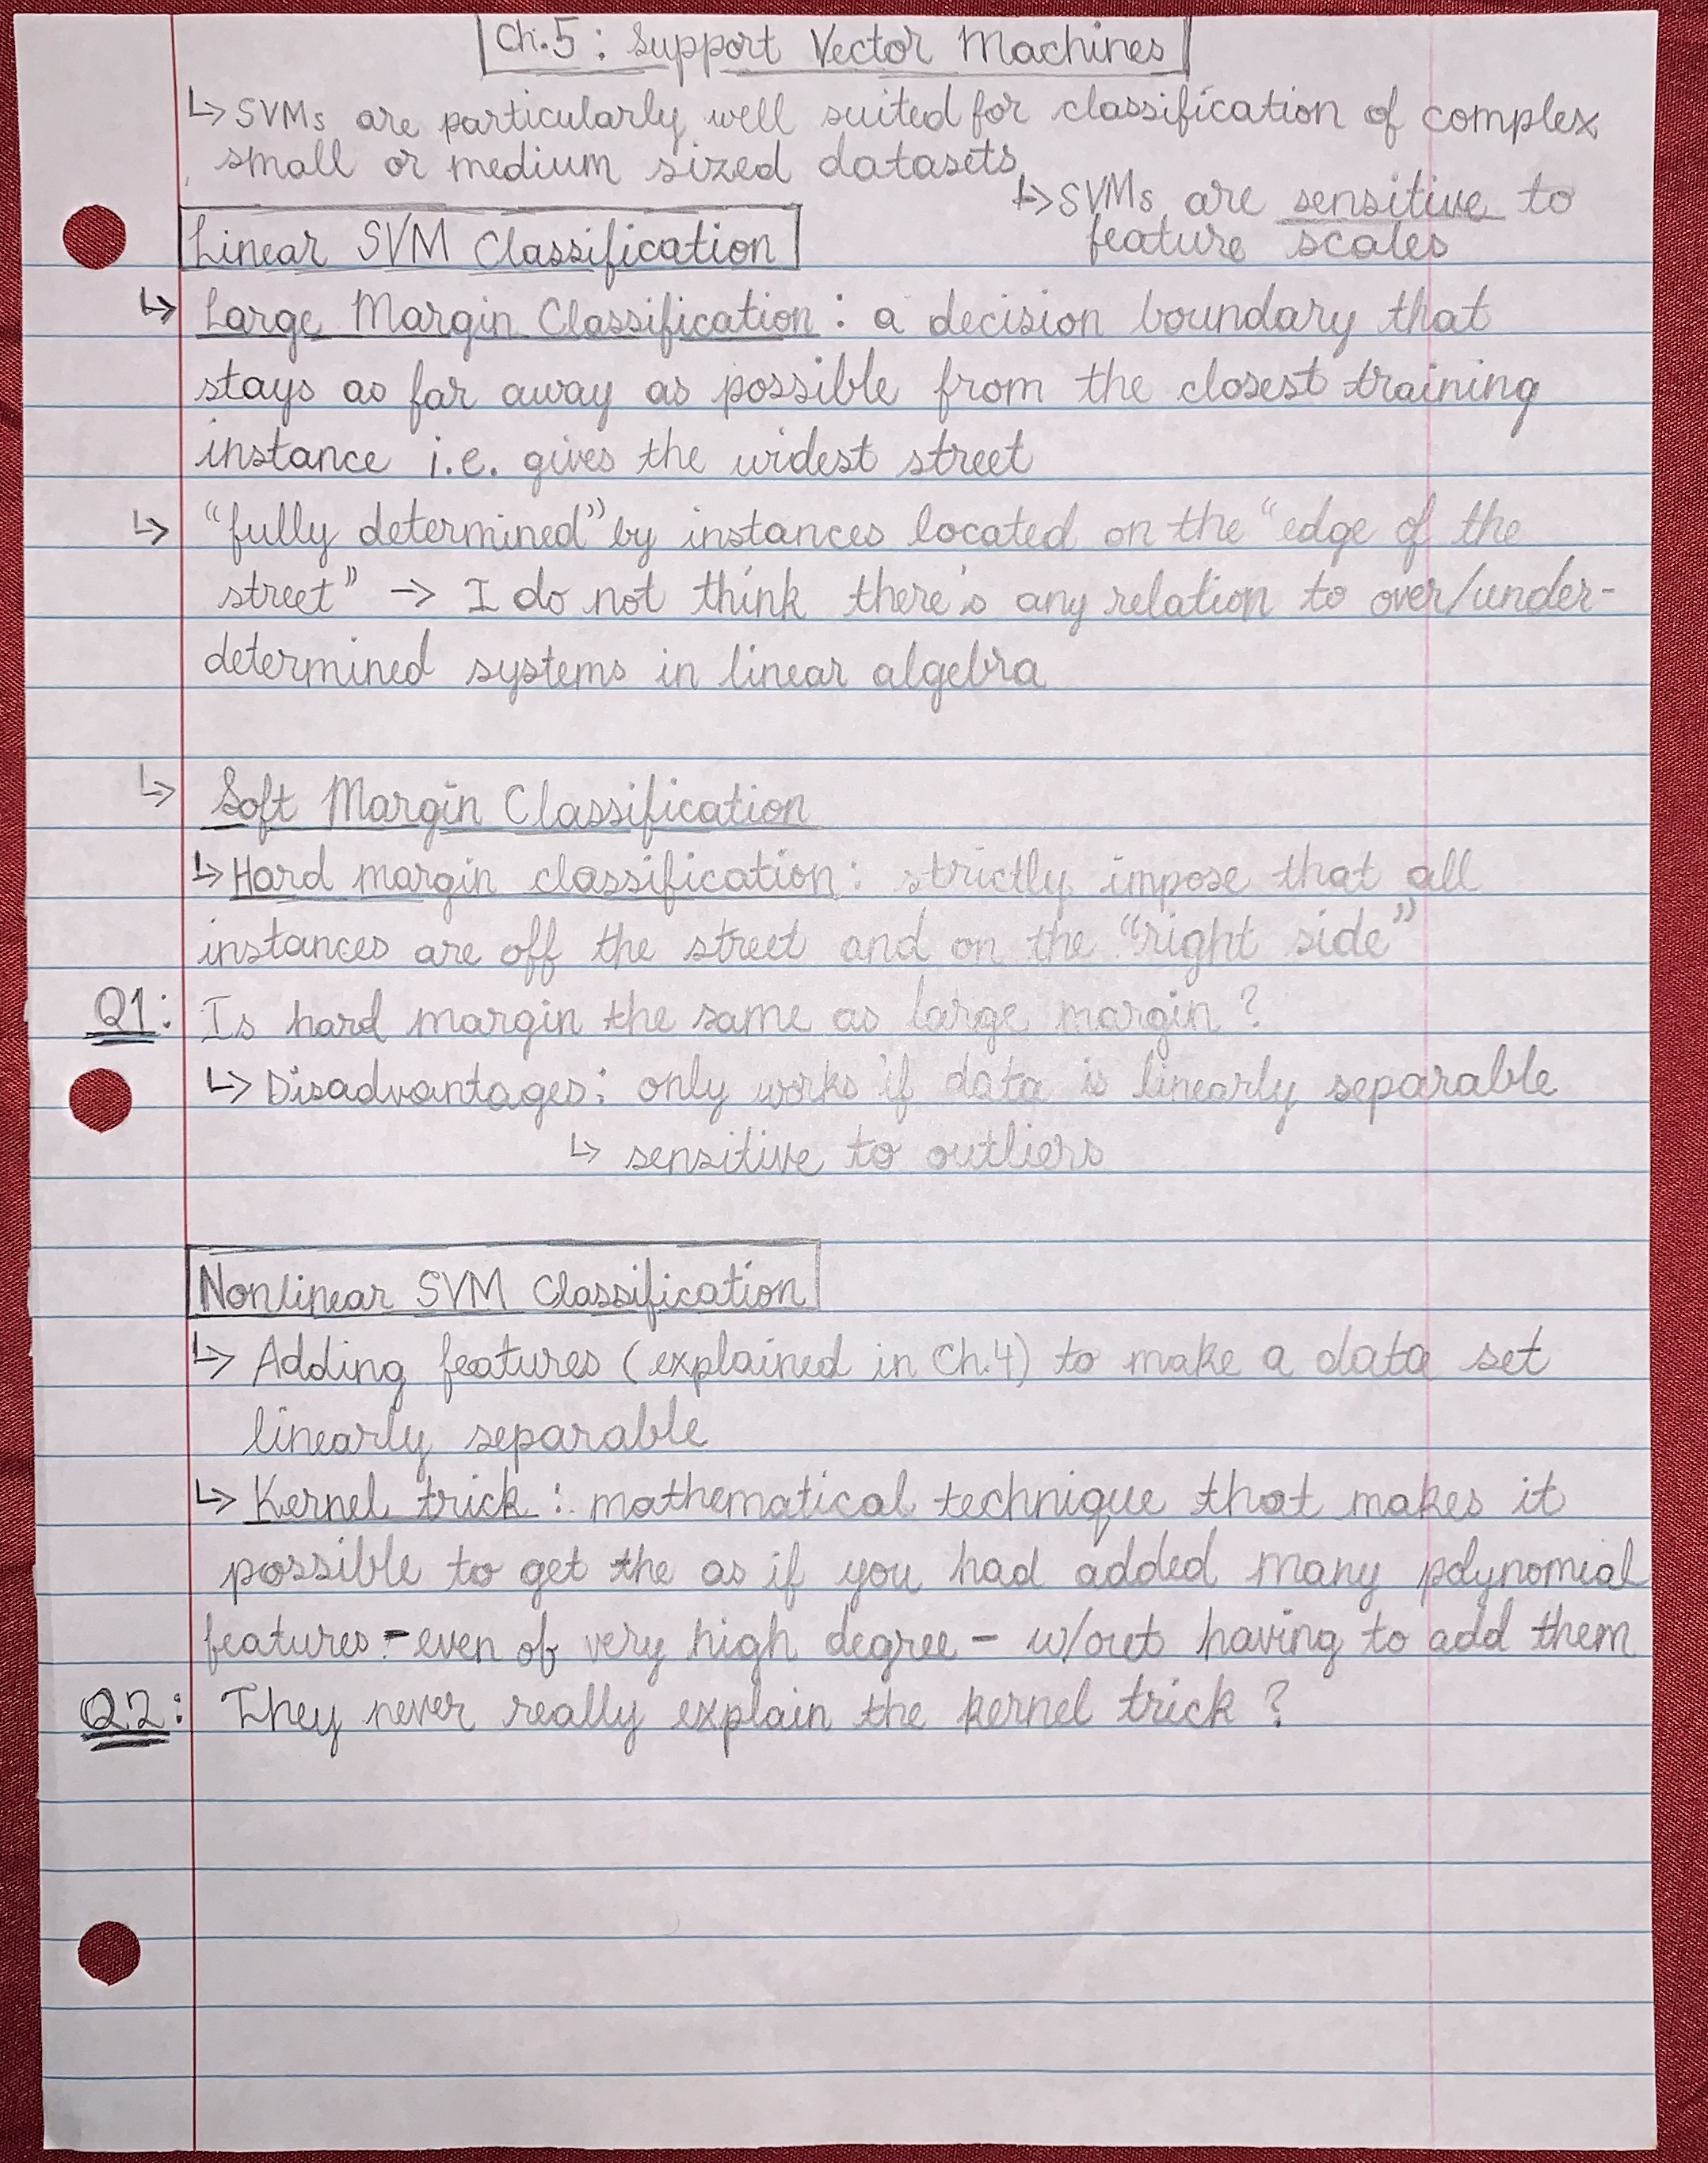 Ch.5: Support Vector Machines
↳ SVMs are particularly well suited for classification of complex
small or medium sized datasets
↳ SVMs are sensitive to
feature scales
Linear SVM Classification
↳ Large Margin Classification: a decision boundary that
stays as far away as possible from the closest training
instance i.e. gives the widest street
↳ "fully determined" by instances located on the "edge of the
street" → I do not think there's any relation to over/under-
determined systems in linear algebra
↳ Soft Margin Classification
↳ Hard margin classification: strictly impose that all
instances are off the street and on the "right side"
Q1: Is hard margin the same as large margin?
↳ Disadvantages: only works if data is linearly separable
↳ sensitive to outliers
Nonlinear SVM Classification
↳ Adding features (explained in Ch.4) to make a data set
linearly separable
↳ Kernel trick: mathematical technique that makes it
possible to get the as if you had added many polynomial
features - even of very high degree - w/out having to add them
Q2: They never really explain the kernel trick?